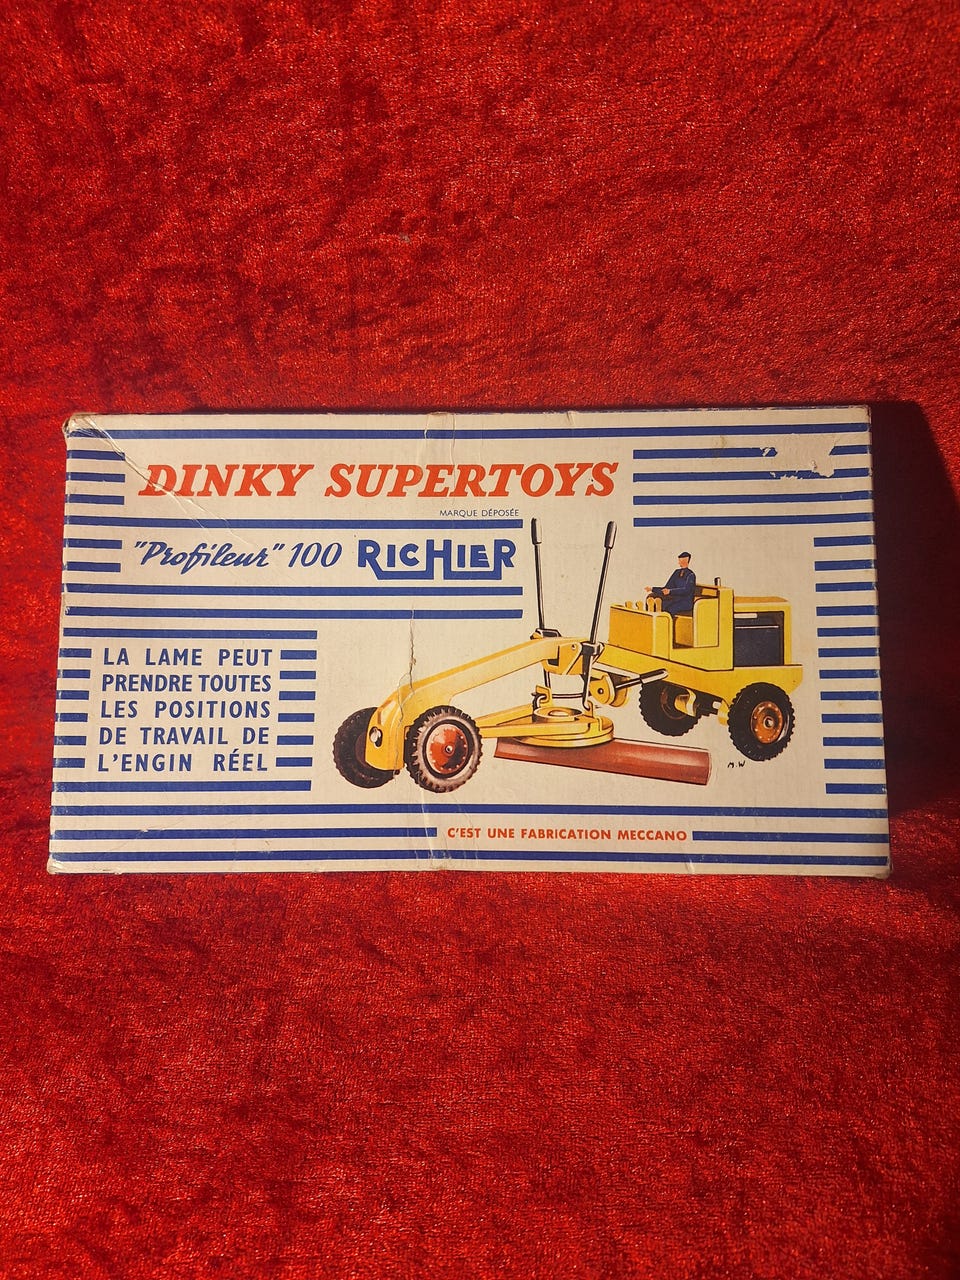 DINKY SUPERTOYS
MARQUE DÉPOSÉE
"Profileur" 100 RICHIER
LA LAME PEUT
PRENDRE TOUTES
LES POSITIONS
DE TRAVAIL DE
L'ENGIN RÉEL
M.W
C'EST UNE FABRICATION MECCANO